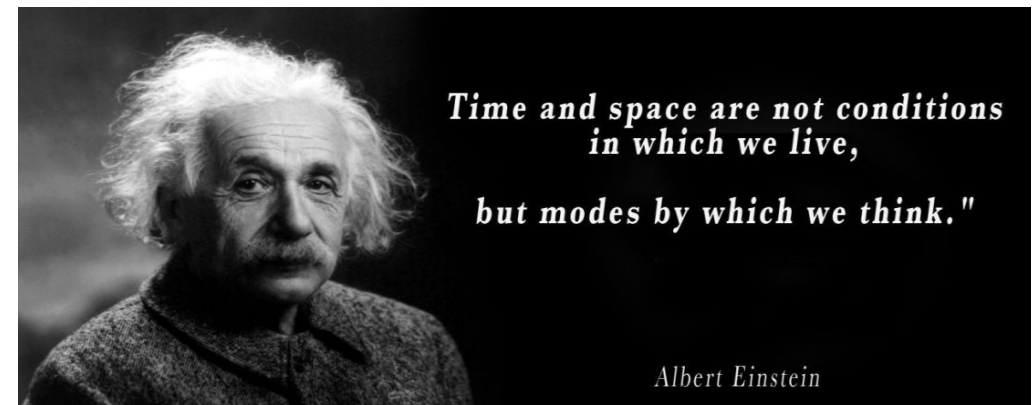 Time and space are not conditions
in which we live,
but modes by which we think."
Albert Einstein